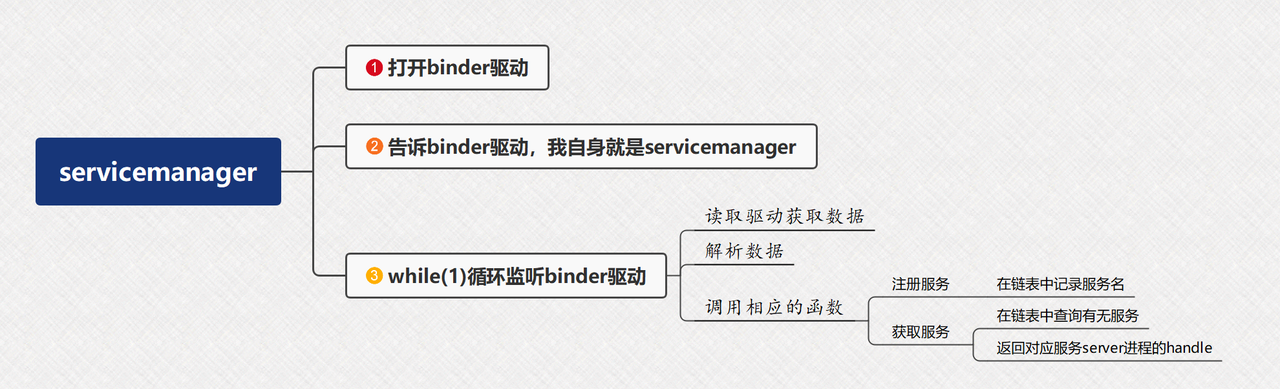 servicemanager
1 打开binder驱动
2 告诉binder驱动，我自身就是servicemanager
3 while(1)循环监听binder驱动
读取驱动获取数据
解析数据
调用相应的函数
注册服务
在链表中记录服务名
获取服务
在链表中查询有无服务
返回对应服务server进程的handle